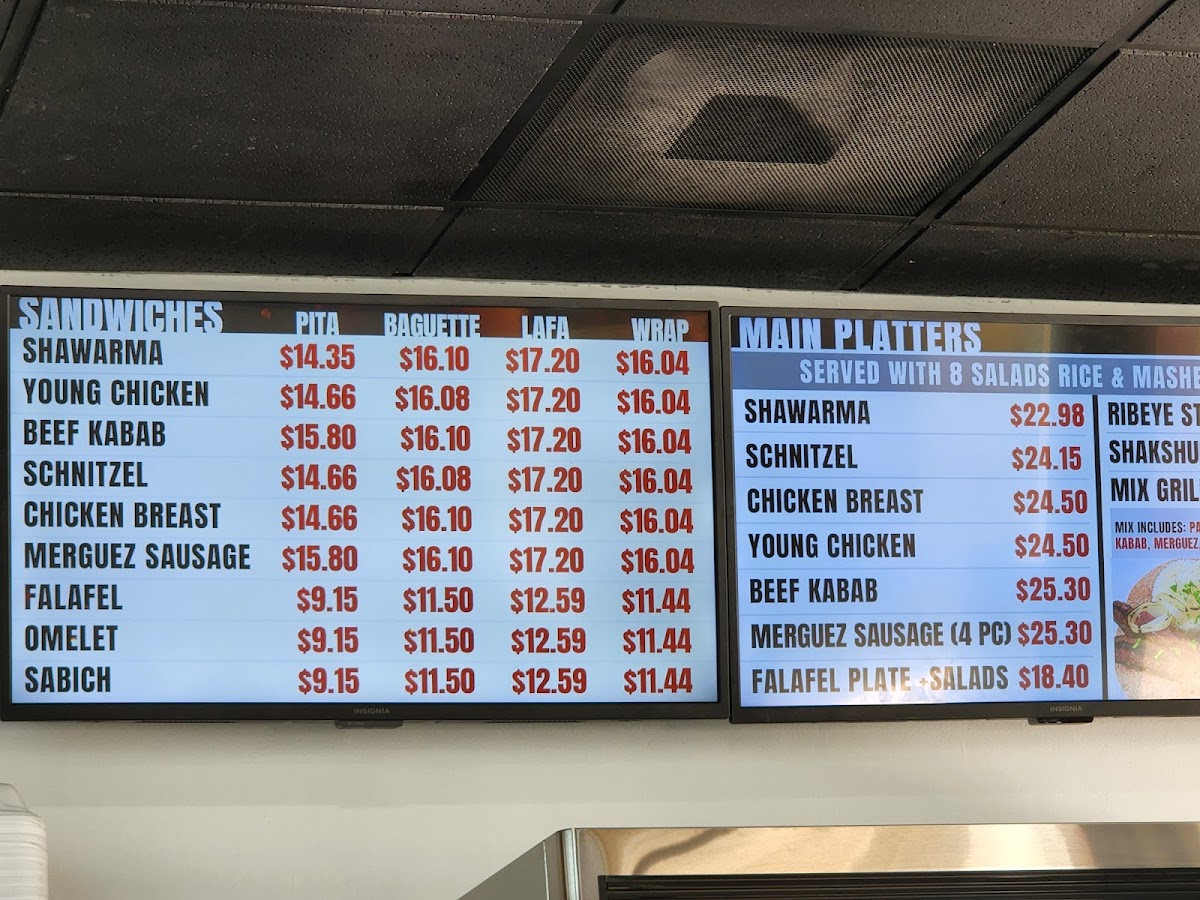 SANDWICHES PITA BAGUETTE LAFA WRAP
SHAWARMA $14.35 $16.10 $17.20 $16.04
YOUNG CHICKEN $14.66 $16.08 $17.20 $16.04
BEEF KABAB $15.80 $16.10 $17.20 $16.04
SCHNITZEL $14.66 $16.08 $17.20 $16.04
CHICKEN BREAST $14.66 $16.10 $17.20 $16.04
MERGUEZ SAUSAGE $15.80 $16.10 $17.20 $16.04
FALAFEL $9.15 $11.50 $12.59 $11.44
OMELET $9.15 $11.50 $12.59 $11.44
SABICH $9.15 $11.50 $12.59 $11.44
INSIGNIA
MAIN PLATTERS
SERVED WITH 8 SALADS RICE & MASHE
SHAWARMA $22.98
SCHNITZEL $24.15
CHICKEN BREAST $24.50
YOUNG CHICKEN $24.50
BEEF KABAB $25.30
MERGUEZ SAUSAGE (4 PC) $25.30
FALAFEL PLATE +SALADS $18.40
RIBEYE ST
SHAKSHU
MIX GRIL
MIX INCLUDES: PA
KABAB, MERGUEZ,
INSIGNIA